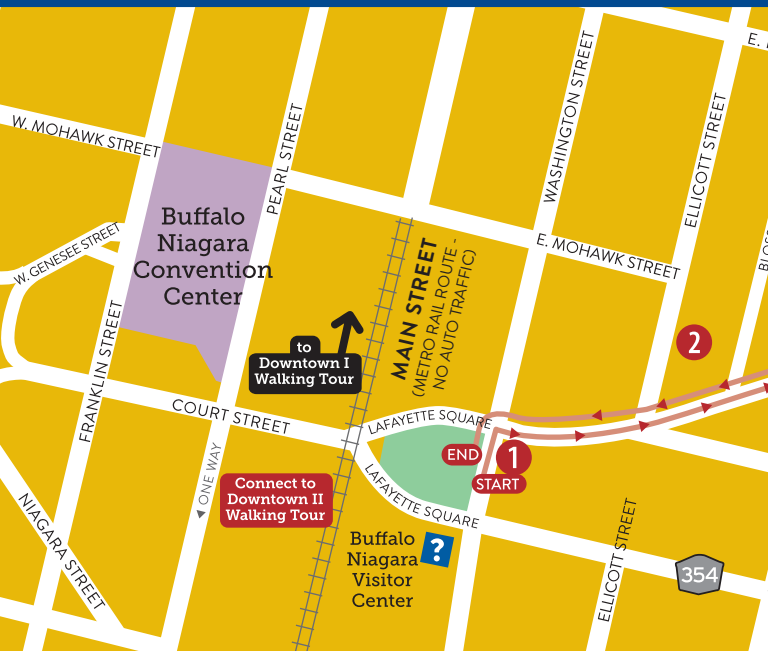 E.
WASHINGTON STREET
ELLICOTT STREET
W. MOHAWK STREET
PEARL STREET
Buffalo
Niagara
Convention
Center
W. GENESEE STREET
E. MOHAWK STREET
MAIN STREET
(METRO RAIL ROUTE -
NO AUTO TRAFFIC)
2
to
Downtown I
Walking Tour
FRANKLIN STREET
COURT STREET
LAFAYETTE SQUARE
END
1
START
ONE WAY
Connect to
Downtown II
Walking Tour
LAFAYETTE SQUARE
NIAGARA STREET
Buffalo
Niagara
Visitor
Center
?
ELLICOTT STREET
354